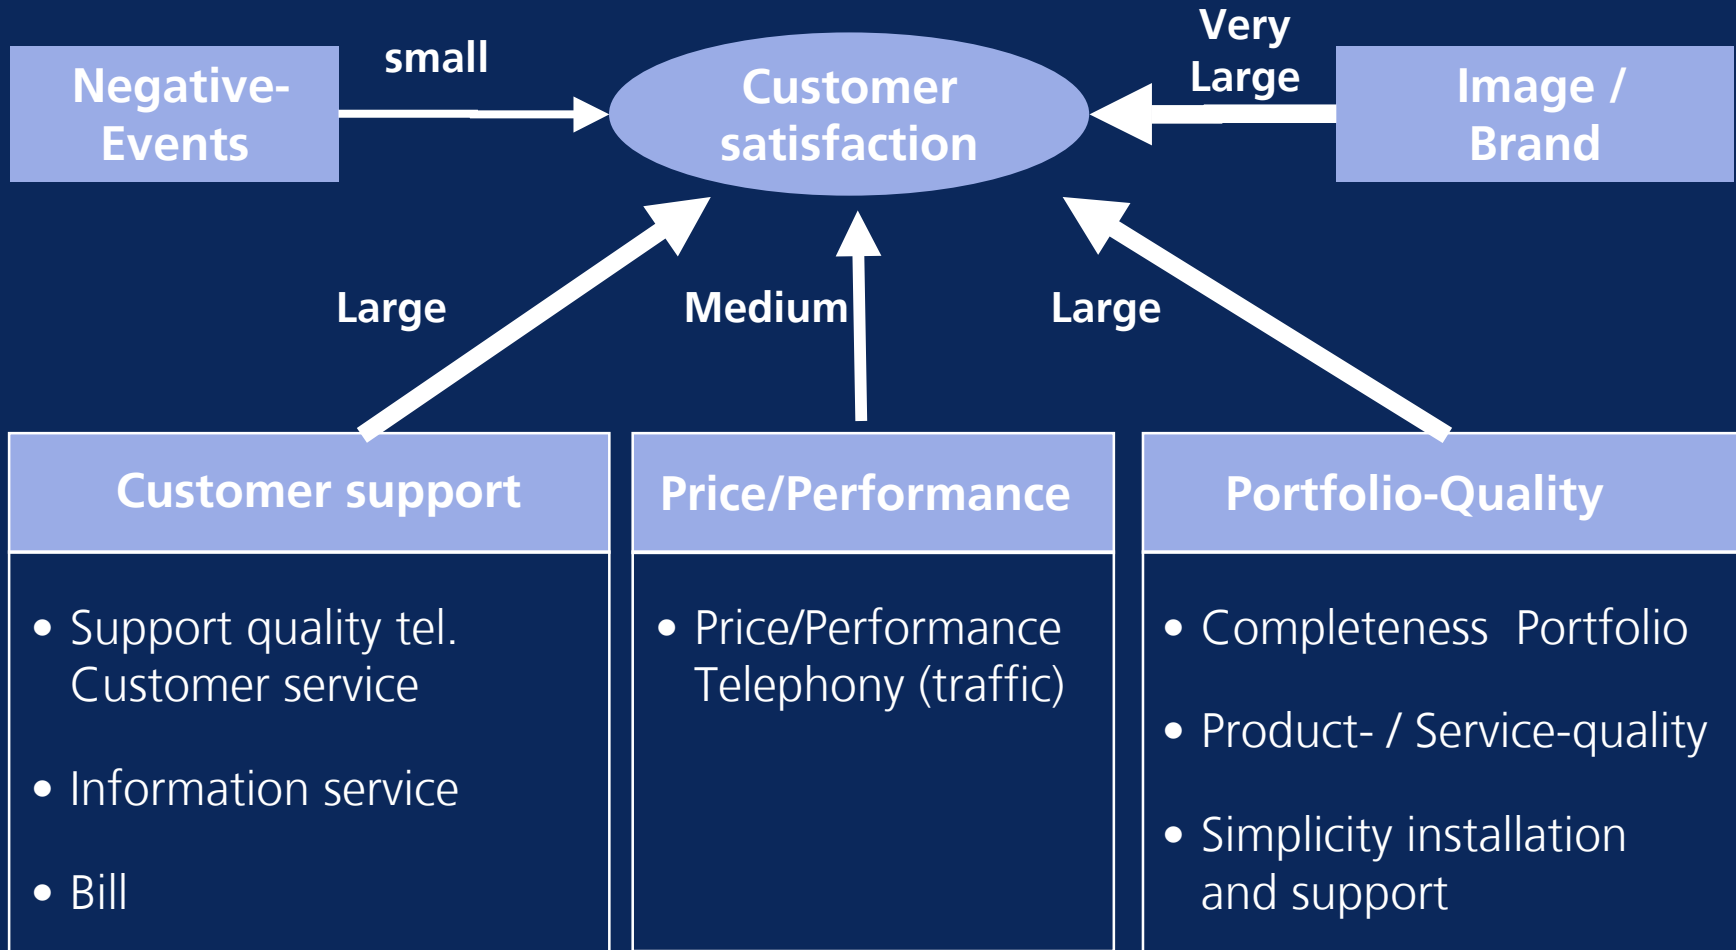 Negative-
Events
small
Customer
satisfaction
Very
Large
Image /
Brand
Large
Medium
Large
Customer support
• Support quality tel.
Customer service
• Information service
• Bill
Price/Performance
• Price/Performance
Telephony (traffic)
Portfolio-Quality
• Completeness Portfolio
• Product- / Service-quality
• Simplicity installation
and support